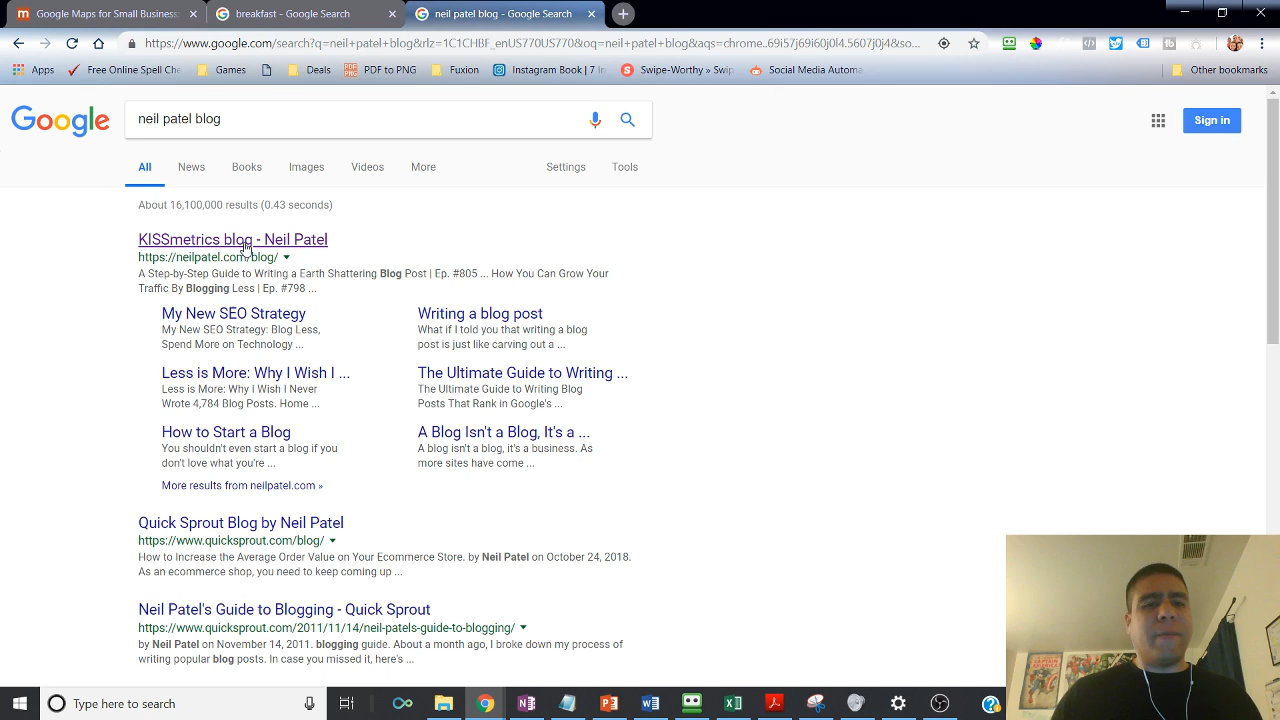 Google Maps for Small Business
breakfast - Google Search
neil patel blog - Google Search
https://www.google.com/search?q=neil+patel+blog&rlz=1C1CHBF_enUS770US770&oq=neil+patel+blog&aqs=chrome..69i57j69i60j0l4.5607j0j4&so...
Apps
Free Online Spell Che
Games
Deals
PDF to PNG
Fuxion
Instagram Book | 7 In
Swipe-Worthy » Swip
Social Media Automa
Other bookmarks
Google
neil patel blog
Sign in
All News Books Images Videos More Settings Tools
About 16,100,000 results (0.43 seconds)
KISSmetrics blog - Neil Patel
https://neilpatel.com/blog/
A Step-by-Step Guide to Writing a Earth Shattering Blog Post | Ep. #805 ... How You Can Grow Your
Traffic By Blogging Less | Ep. #798 ...
My New SEO Strategy
My New SEO Strategy: Blog Less,
Spend More on Technology ...
Writing a blog post
What if I told you that writing a blog
post is just like carving out a ...
Less is More: Why I Wish I ...
Less is More: Why I Wish I Never
Wrote 4,784 Blog Posts. Home ...
The Ultimate Guide to Writing ...
The Ultimate Guide to Writing Blog
Posts That Rank in Google's ...
How to Start a Blog
You shouldn't even start a blog if you
don't love what you're ...
A Blog Isn't a Blog, It's a ...
A blog isn't a blog, it's a business. As
more sites have come ...
More results from neilpatel.com »
Quick Sprout Blog by Neil Patel
https://www.quicksprout.com/blog/
How to Increase the Average Order Value on Your Ecommerce Store. by Neil Patel on October 24, 2018.
As an ecommerce shop, you need to keep coming up ...
Neil Patel's Guide to Blogging - Quick Sprout
https://www.quicksprout.com/2011/11/14/neil-patels-guide-to-blogging/
by Neil Patel on November 14, 2011. blogging guide. About a month ago, I broke down my process of
writing popular blog posts. In case you missed it, here's ...
Type here to search